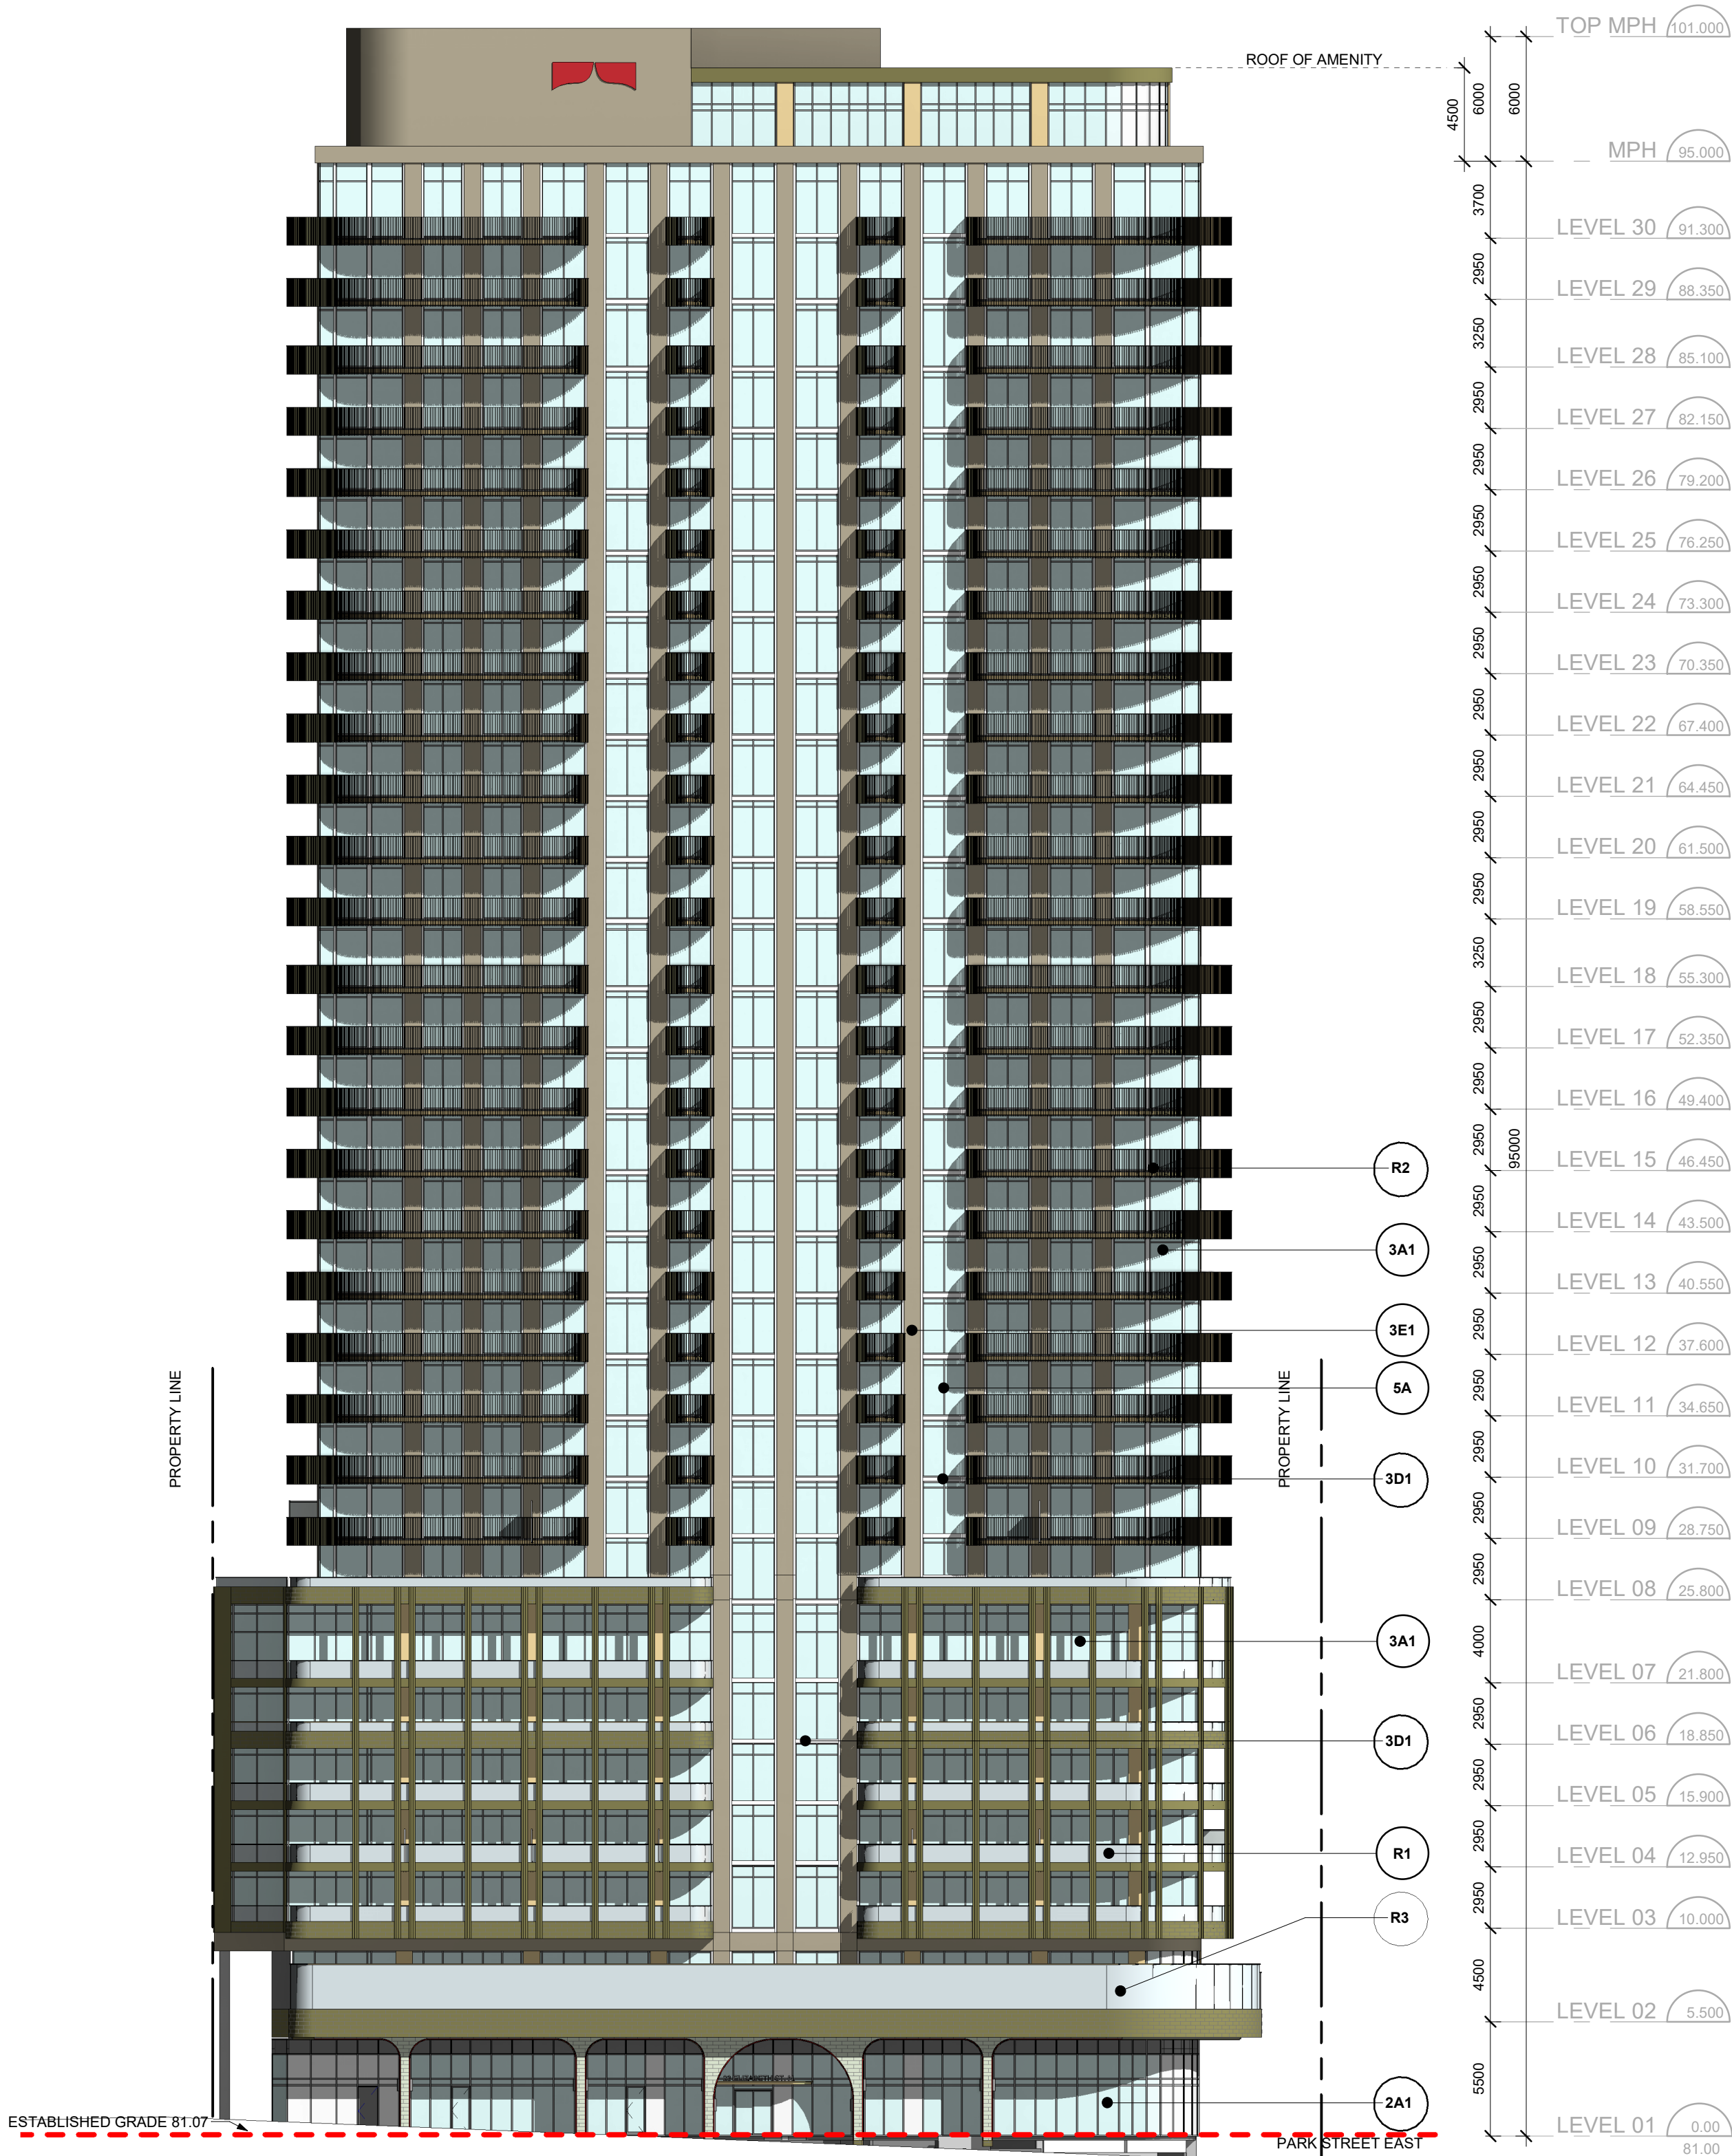 TOP MPH 101.000
ROOF OF AMENITY
4500
6000
6000
MPH 95.000
3700
LEVEL 30 91.300
2950
LEVEL 29 88.350
3250
LEVEL 28 85.100
2950
LEVEL 27 82.150
2950
LEVEL 26 79.200
2950
LEVEL 25 76.250
2950
LEVEL 24 73.300
2950
LEVEL 23 70.350
2950
LEVEL 22 67.400
2950
LEVEL 21 64.450
2950
LEVEL 20 61.500
2950
LEVEL 19 58.550
3250
LEVEL 18 55.300
2950
LEVEL 17 52.350
2950
LEVEL 16 49.400
2950
95000
R2
LEVEL 15 46.450
2950
LEVEL 14 43.500
3A1
2950
LEVEL 13 40.550
2950
3E1
LEVEL 12 37.600
2950
5A
LEVEL 11 34.650
PROPERTY LINE
PROPERTY LINE
2950
3D1
LEVEL 10 31.700
2950
LEVEL 09 28.750
2950
LEVEL 08 25.800
4000
3A1
LEVEL 07 21.800
2950
3D1
LEVEL 06 18.850
2950
LEVEL 05 15.900
2950
R1
LEVEL 04 12.950
2950
R3
LEVEL 03 10.000
4500
LEVEL 02 5.500
5500
2A1
ESTABLISHED GRADE 81.07
LEVEL 01 0.00
PARK STREET EAST
81.00